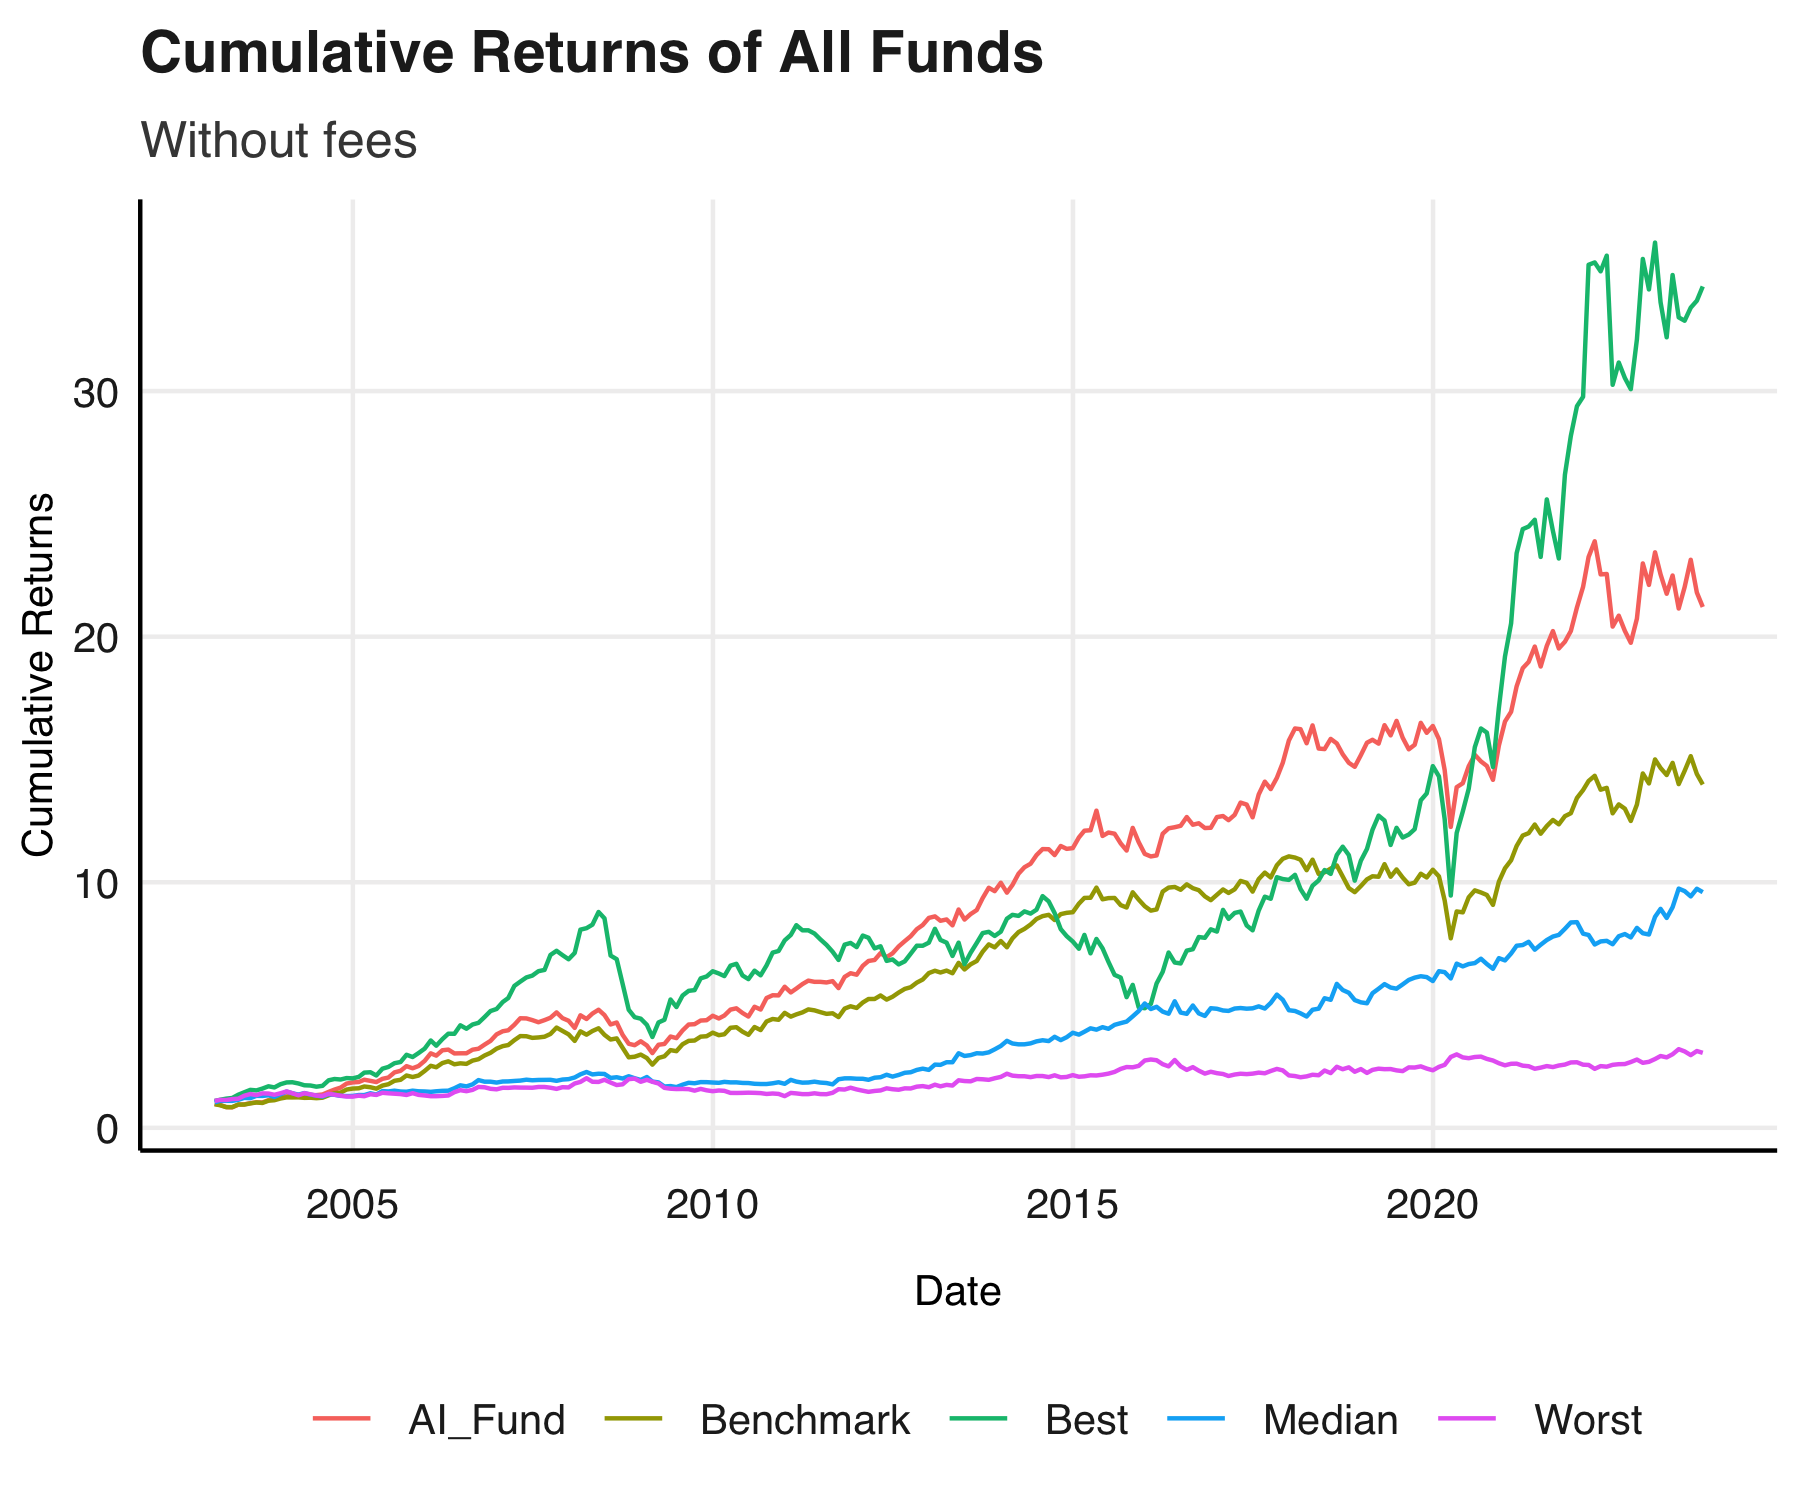 Cumulative Returns of All Funds
Without fees
Cumulative Returns
30
20
10
0
2005 2010 2015 2020
Date
AI_Fund Benchmark Best Median Worst